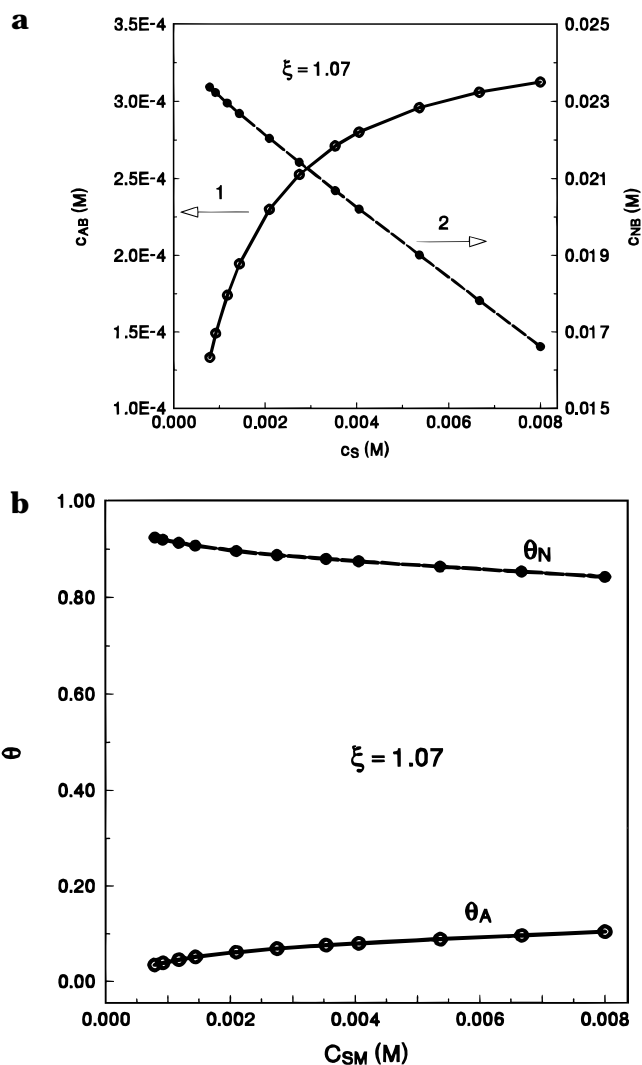 a
3.5E-4
3.0E-4
2.5E-4
2.0E-4
1.5E-4
1.0E-4
c_AB (M)
0.025
0.023
0.021
0.019
0.017
0.015
c_NB (M)
ξ = 1.07
1
2
0.000 0.002 0.004 0.006 0.008
c_S (M)
b
1.00
0.80
0.60
0.40
0.20
0.00
θ
θ_N
ξ = 1.07
θ_A
0.000 0.002 0.004 0.006 0.008
C_SM (M)